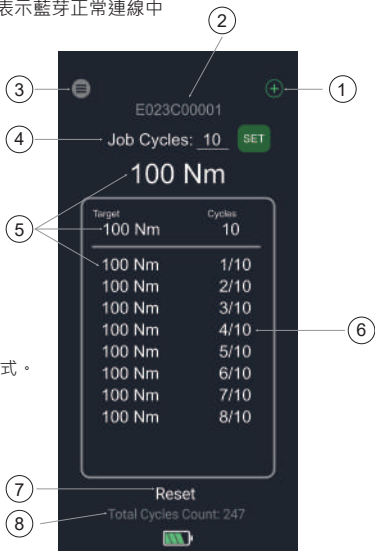 表示藍芽正常連線中
2
3
1
E023C00001
4
Job Cycles: 10 SET
100 Nm
Target Cycles
5
100 Nm 10
100 Nm 1/10
100 Nm 2/10
100 Nm 3/10
100 Nm 4/10
6
100 Nm 5/10
式。
100 Nm 6/10
100 Nm 7/10
100 Nm 8/10
7
Reset
8
Total Cycles Count: 247